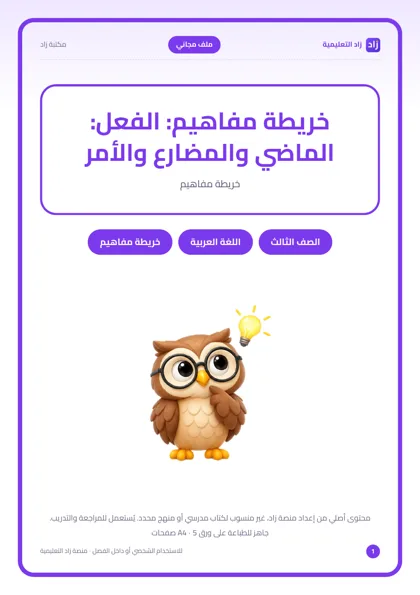 زاد
زاد التعليمية
ملف مجاني
مكتبة زاد
خريطة مفاهيم: الفعل:
الماضي والمضارع والأمر
خريطة مفاهيم
الصف الثالث
اللغة العربية
خريطة مفاهيم
محتوى أصلي من إعداد منصة زاد، غير منسوب لكتاب مدرسي أو منهج محدد. يُستعمل للمراجعة والتدريب.
جاهز للطباعة على ورق A4 · 5 صفحات
1
للاستخدام الشخصي أو داخل الفصل · منصة زاد التعليمية